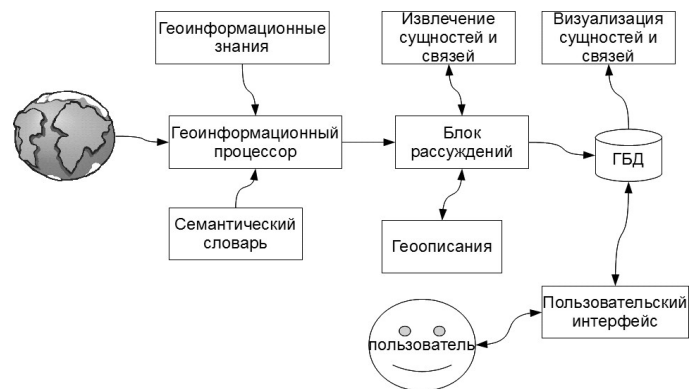 Геоинформационные
знания
Извлечение
сущностей и
связей
Визуализация
сущностей и
связей
Геоинформационный
процессор
Блок
рассуждений
ГБД
Семантический
словарь
Геоописания
Пользовательский
интерфейс
пользователь